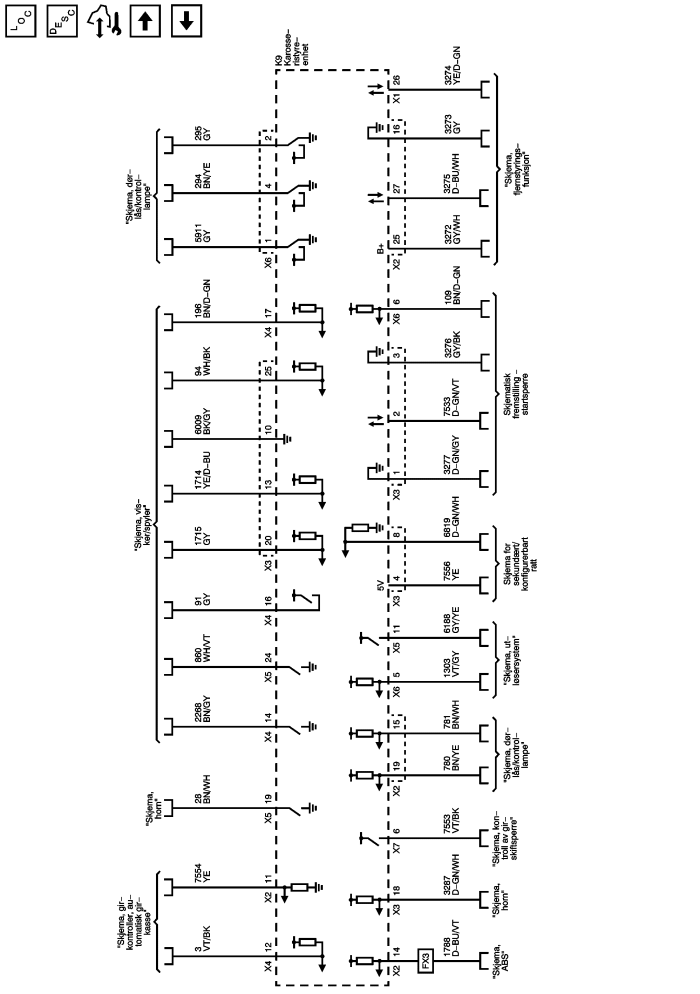 LOC
DESC
K9
Karosse-
ristyre-
enhet
295
GY
2
294
BN/YE
4
5911
GY
1
X6
"Skjema, dør-
lås/kontrol-
lampe"
196
BN/D-GN
17
X4
94
WH/BK
25
6009
BK/GY
10
1714
YE/D-BU
13
1715
GY
20
X3
91
GY
16
X4
860
WH/VT
24
X5
2268
BN/GY
14
X4
"Skjema, vis-
ker/spyler"
28
BN/WH
19
X5
"Skjema,
horn"
7554
YE
11
X2
3
VT/BK
12
X4
"Skjema, gir-
kontroller, au-
tomatisk gir-
kasse"
26
X1
3274
YE/D-GN
16
3273
GY
27
3275
D-BU/WH
B+
25
X2
3272
GY/WH
"Skjema,
fjernstyrings-
funksjon"
6
X6
109
BN/D-GN
3
3276
GY/BK
2
7533
D-GN/VT
1
X3
3277
D-GN/GY
Skjematisk
fremstilling -
startsperre
8
6819
D-GN/WH
5V
4
X3
7556
YE
Skjema for
sekundært/
konfigurerbart
ratt
11
X5
6188
GY/YE
5
X6
1303
VT/GY
"Skjema, ut-
løsersystem"
15
781
BN/WH
19
X2
780
BN/YE
"Skjema, dør-
lås/kontrol-
lampe"
6
X7
7553
VT/BK
"Skjema, kon-
troll av gir-
skiftsperre"
18
X3
3287
D-GN/WH
"Skjema,
horn"
14
X2
FX3
1788
D-BU/VT
"Skjema,
ABS"